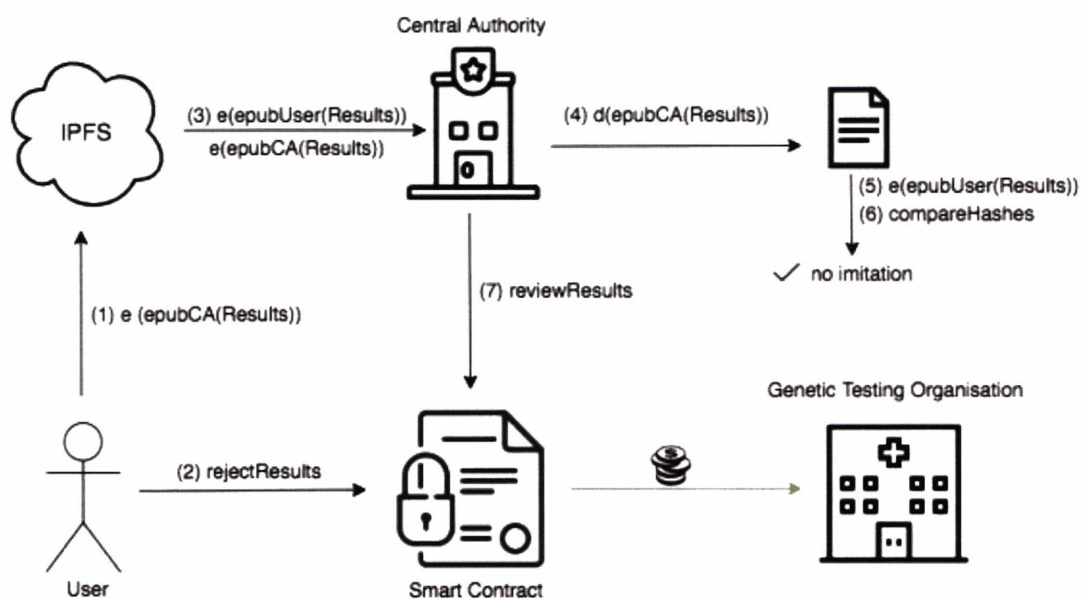 Central Authority
IPFS
(3) e(epubUser(Results))
e(epubCA(Results))
(4) d(epubCA(Results))
(5) e(epubUser(Results))
(6) compareHashes
no imitation
(1) e (epubCA(Results))
(7) reviewResults
Genetic Testing Organisation
(2) rejectResults
$
User
Smart Contract